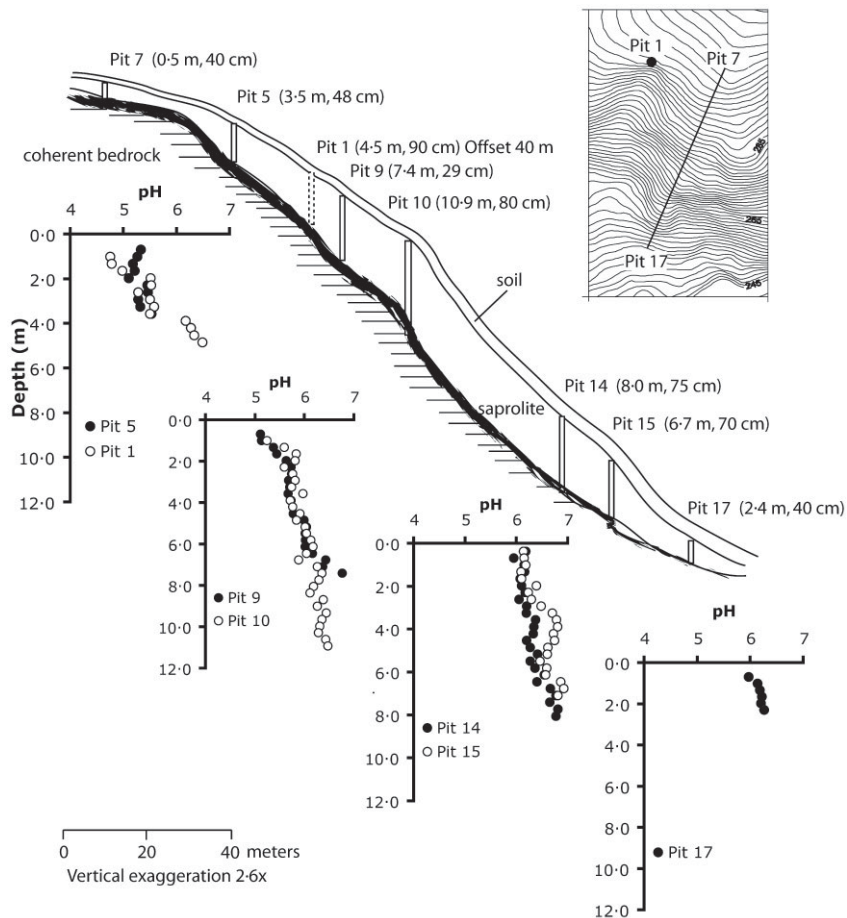 Pit 7 (0·5 m, 40 cm)
Pit 5 (3·5 m, 48 cm)
Pit 1 (4·5 m, 90 cm) Offset 40 m
Pit 9 (7·4 m, 29 cm)
Pit 10 (10·9 m, 80 cm)
coherent bedrock
soil
saprolite
Pit 14 (8·0 m, 75 cm)
Pit 15 (6·7 m, 70 cm)
Pit 17 (2·4 m, 40 cm)
Pit 1
Pit 7
Pit 17
265
255
245
pH
4 5 6 7
0·0
2·0
4·0
6·0
8·0
10·0
12·0
Depth (m)
Pit 5
Pit 1
pH
4 5 6 7
0·0
2·0
4·0
6·0
8·0
10·0
12·0
Pit 9
Pit 10
pH
4 5 6 7
0·0
2·0
4·0
6·0
8·0
10·0
12·0
Pit 14
Pit 15
pH
4 5 6 7
0·0
2·0
4·0
6·0
8·0
10·0
12·0
Pit 17
0 20 40 meters
Vertical exaggeration 2·6x